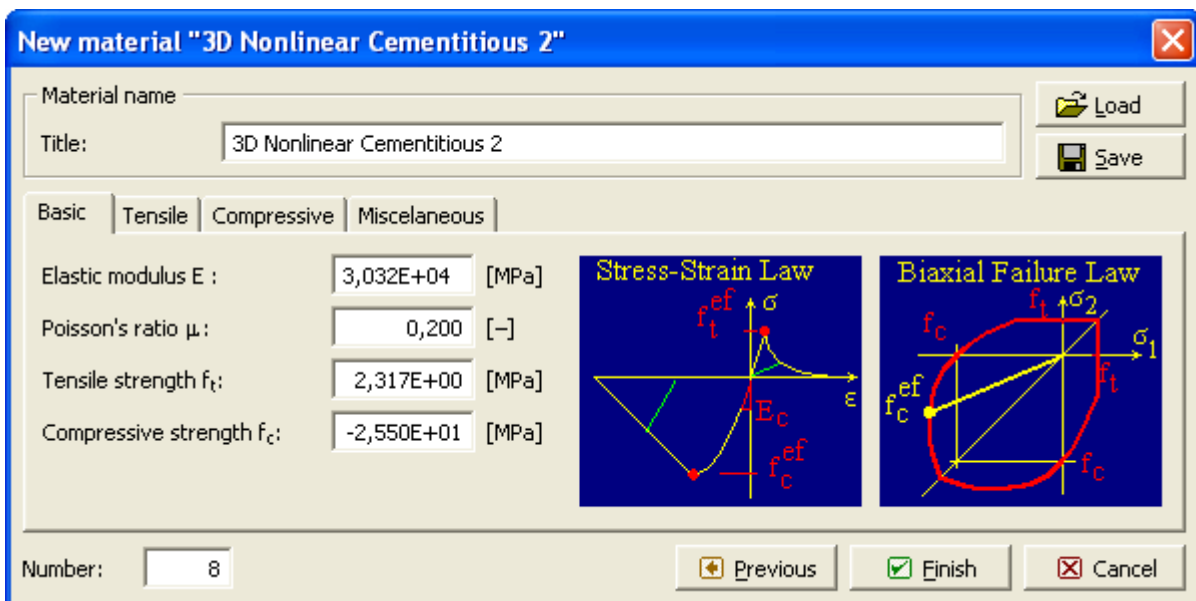 New material "3D Nonlinear Cementitious 2"
Material name
Title: 3D Nonlinear Cementitious 2
Load
Save
Basic Tensile Compressive Miscelaneous
Elastic modulus E : 3,032E+04 [MPa]
Poisson's ratio μ: 0,200 [–]
Tensile strength ft: 2,317E+00 [MPa]
Compressive strength fc: -2,550E+01 [MPa]
Stress-Strain Law
ft ef σ
ε
Ec
fc ef
Biaxial Failure Law
ft σ2
fc
σ1
ft
fc ef
fc
Number: 8
Previous Finish Cancel